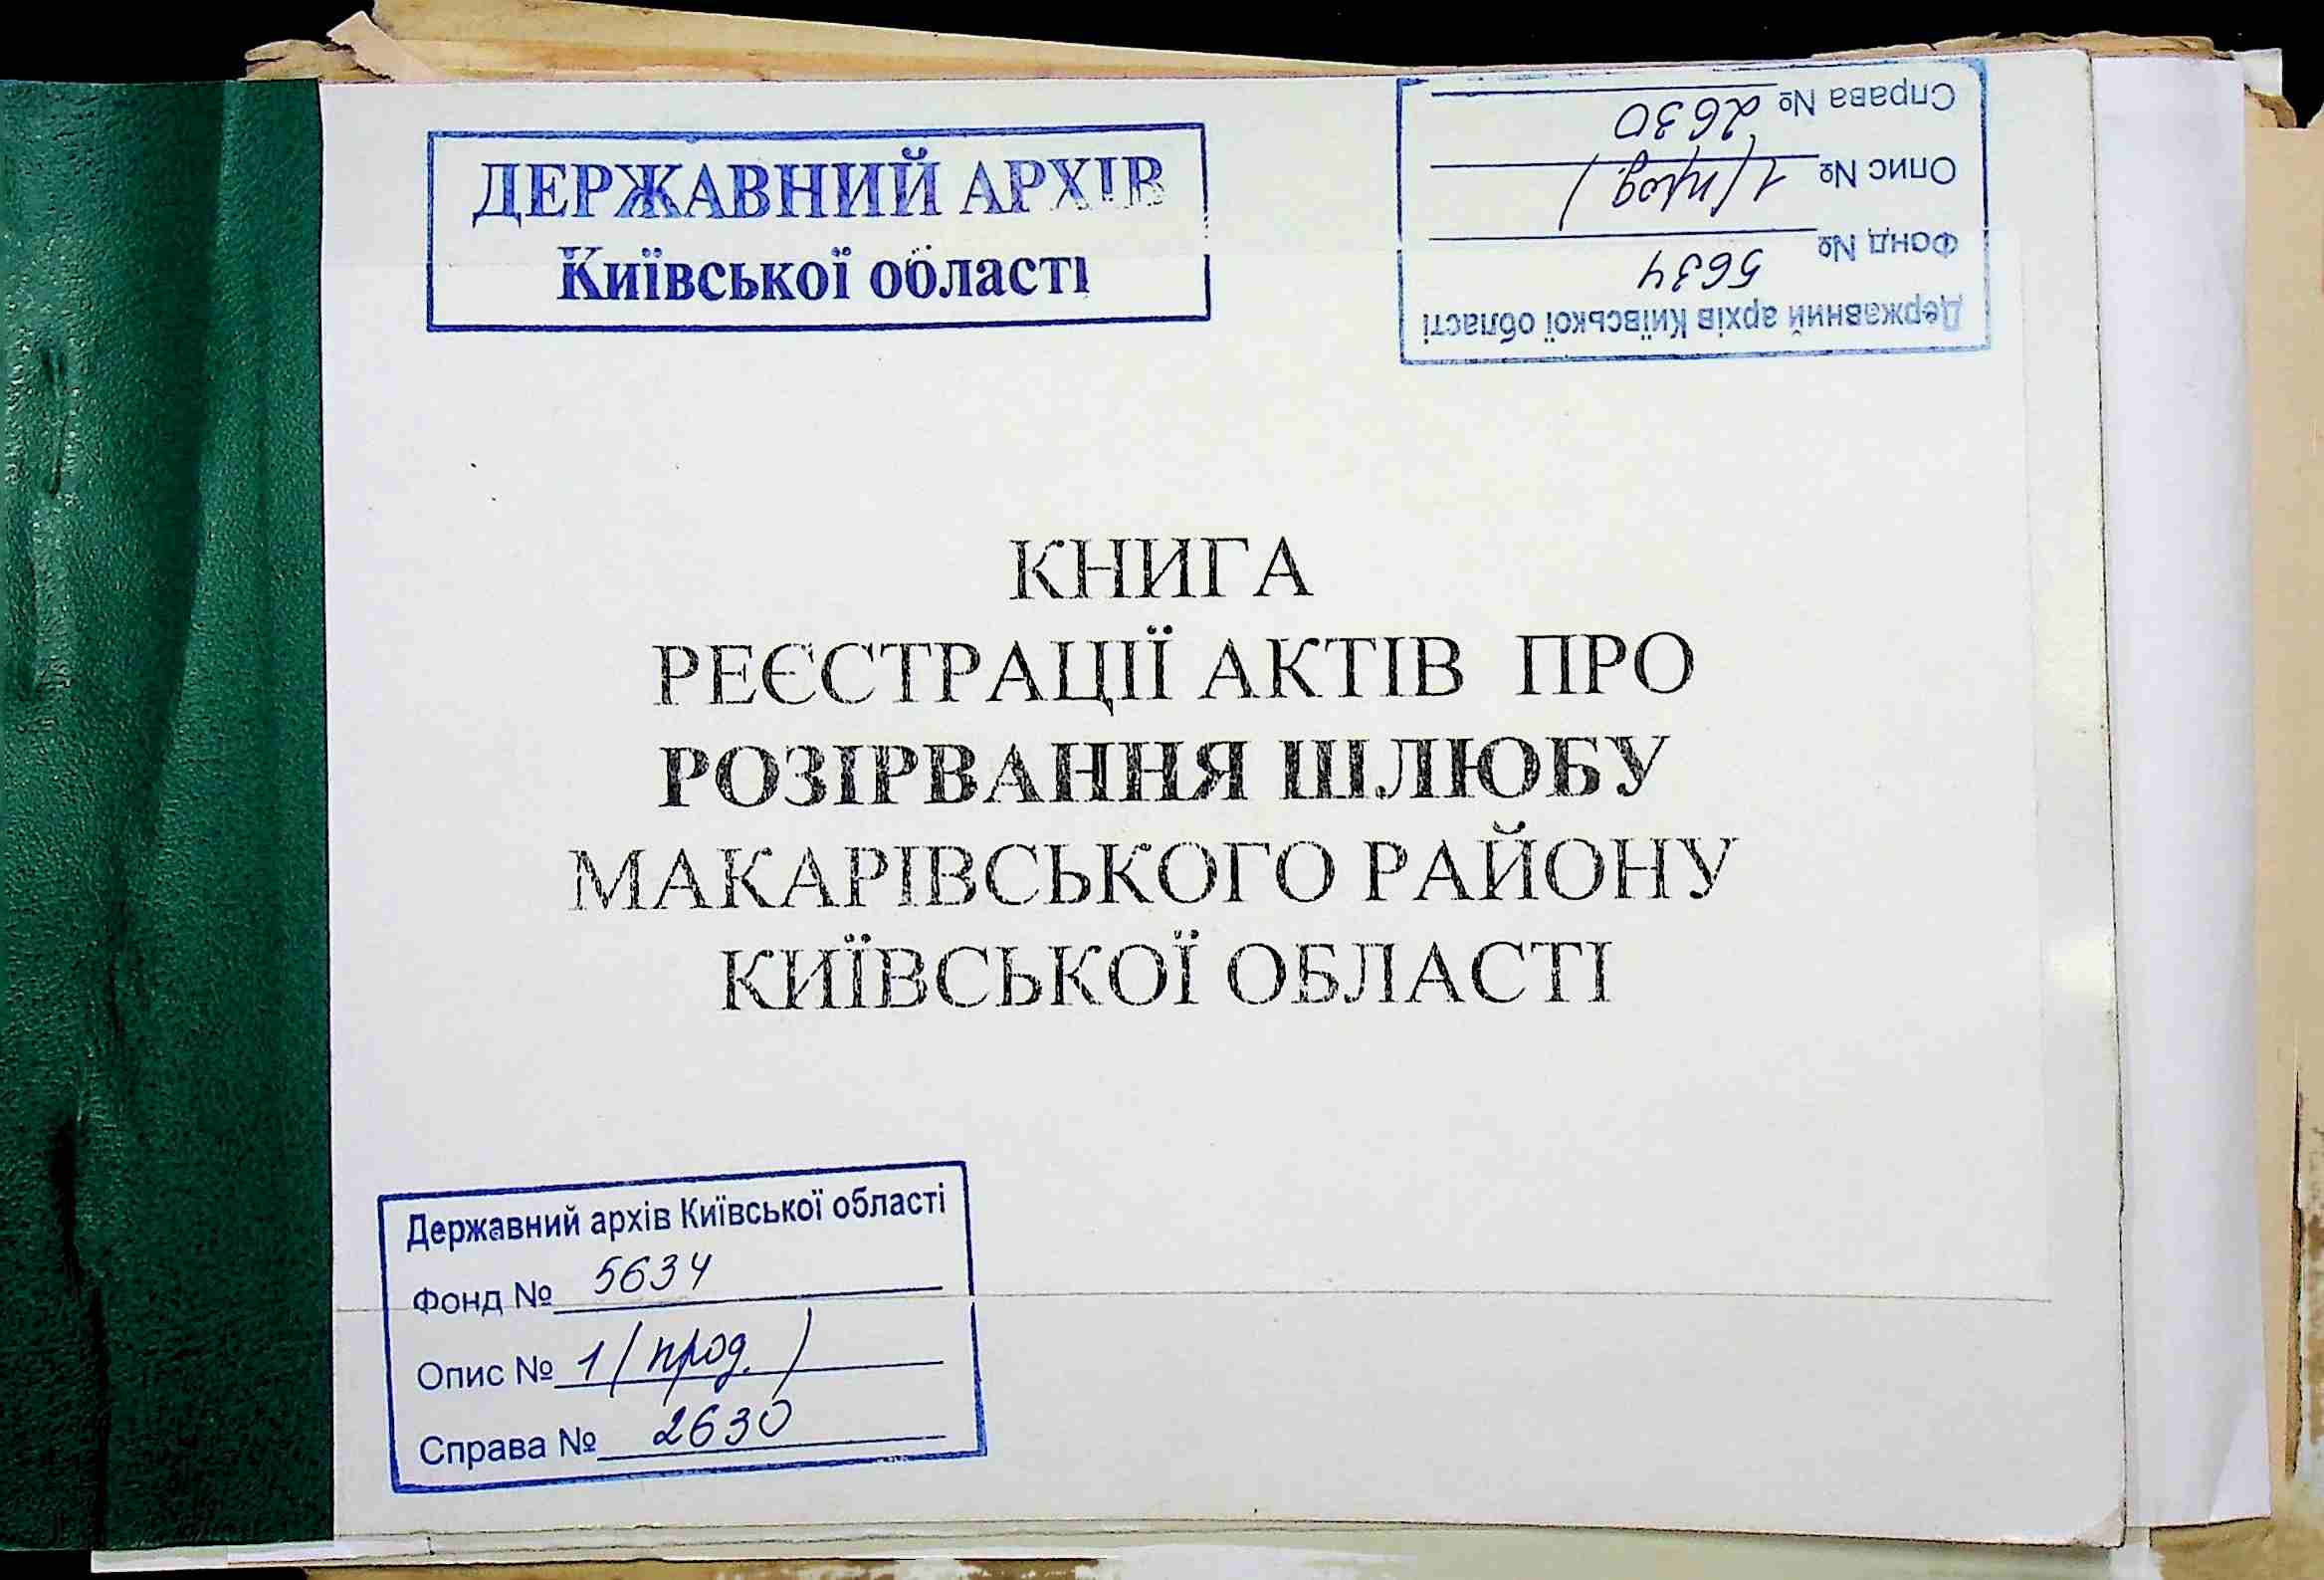 ДЕРЖАВНИЙ АРХІВ
Київської області
Державний архів Київської області
Фонд № 5634
Опис № 1 (прод.)
Справа № 2630
КНИГА
РЕЄСТРАЦІЇ АКТІВ ПРО
РОЗІРВАННЯ ШЛЮБУ
МАКАРІВСЬКОГО РАЙОНУ
КИЇВСЬКОЇ ОБЛАСТІ
Державний архів Київської області
Фонд № 5634
Опис № 1 (прод.)
Справа № 2630